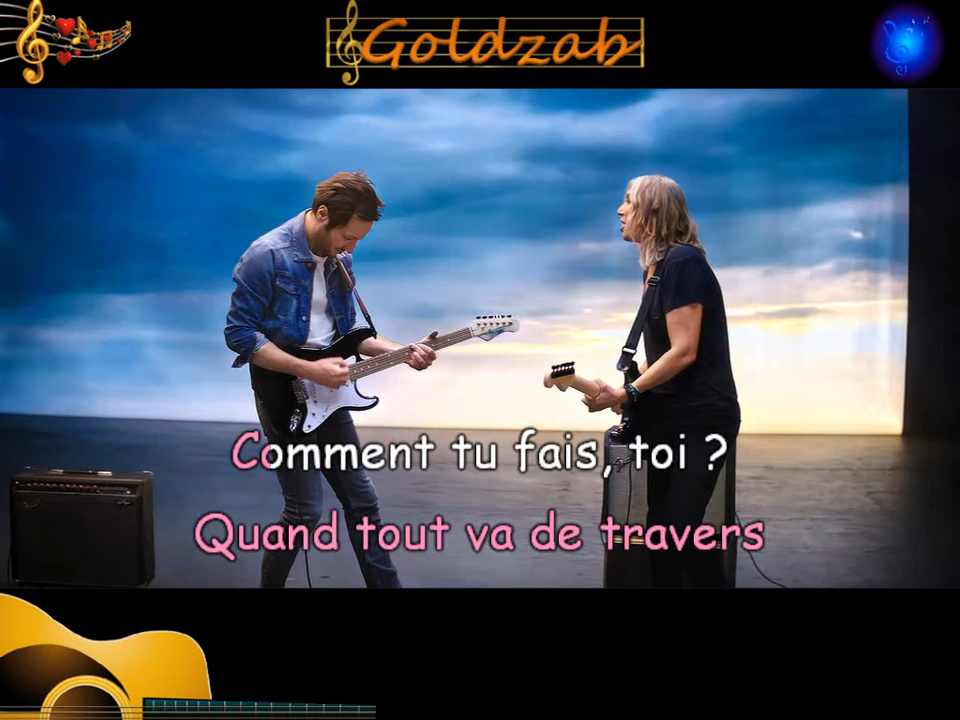 Goldzab
Comment tu fais, toi ?
Quand tout va de travers